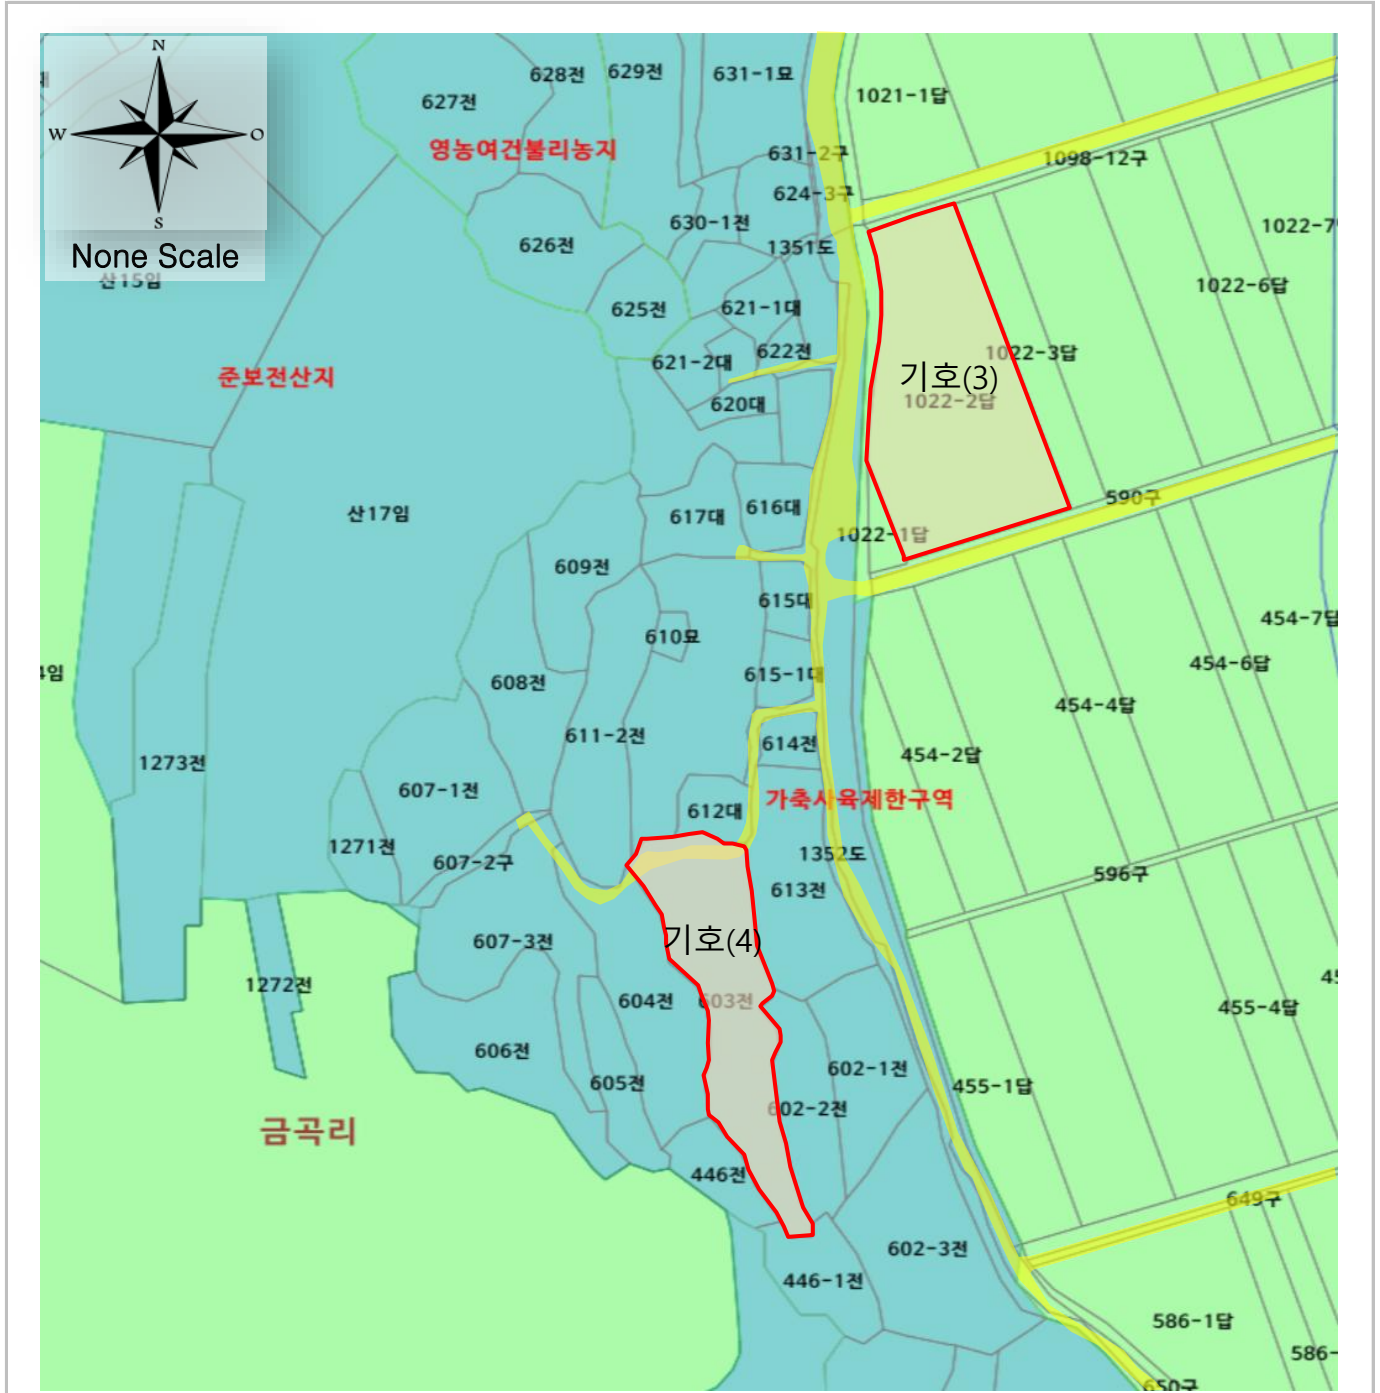 N
W
O
S
None Scale
628전
629전
631-1묘
627전
1021-1답
영농여건불리농지
631-2구
1098-12구
624-3구
630-1전
1022-7
626전
1351도
산15임
1022-6답
625전
621-1대
622전
1022-3답
621-2대
준보전산지
기호(3)
620대
1022-2답
590구
산17임
616대
617대
1022-1답
609전
615대
454-7답
610묘
454-6답
임
615-1대
608전
454-4답
611-2전
614전
454-2답
1273전
607-1전
가축사육제한구역
612대
1271전
1352도
607-2구
596구
613전
607-3전
기호(4)
1272전
604전
603전
455-4답
606전
602-1전
605전
455-1답
602-2전
금곡리
446전
649구
602-3전
446-1전
586-1답
586-
650구